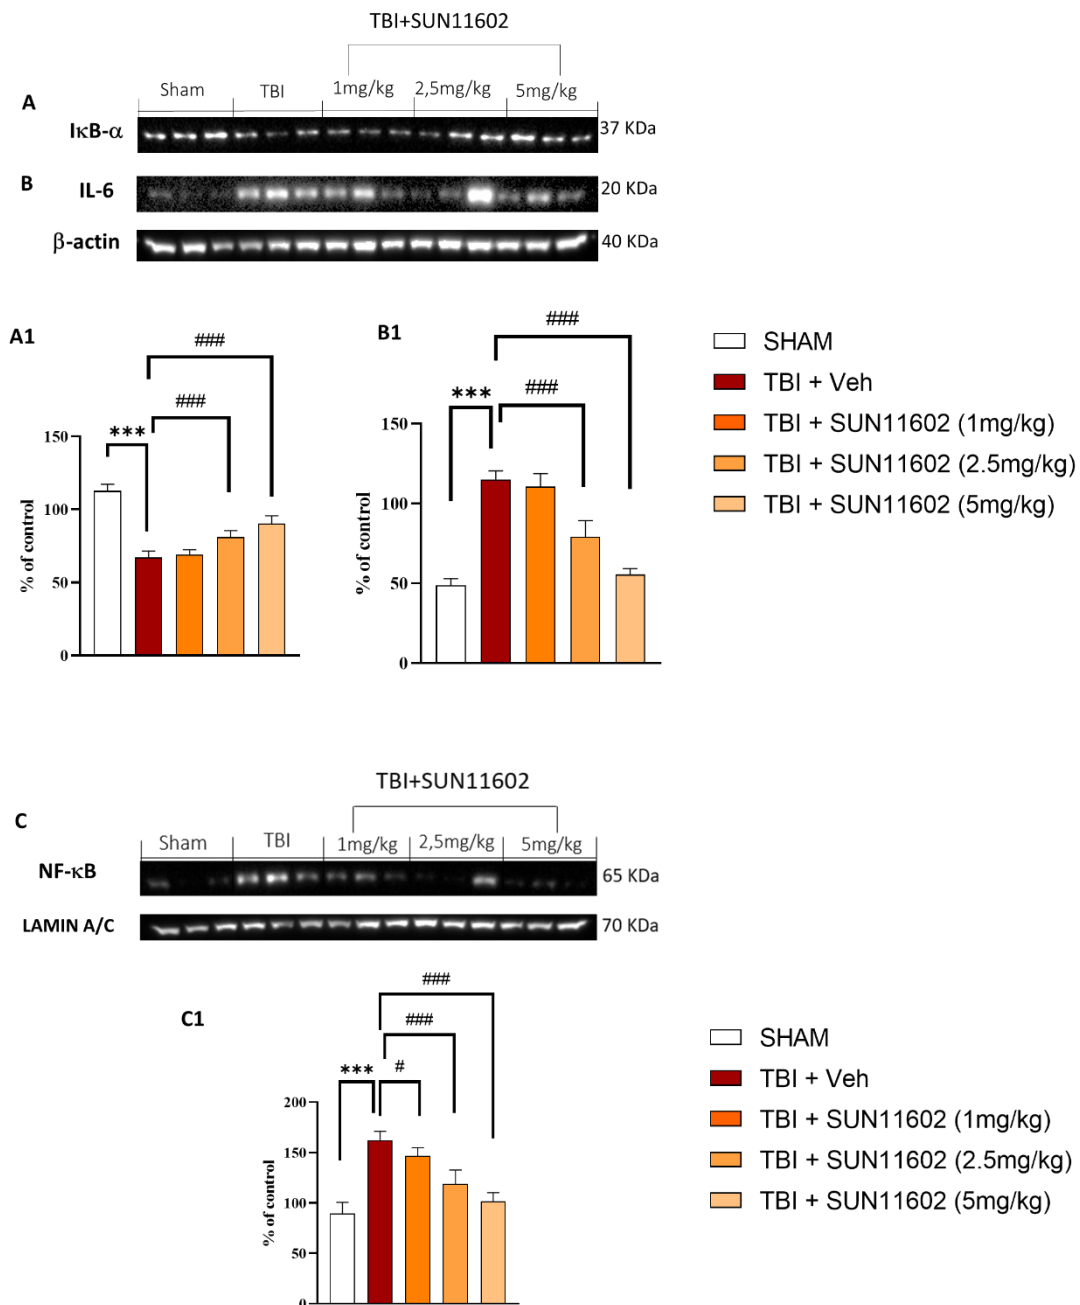 TBI+SUN11602
Sham TBI 1mg/kg 2,5mg/kg 5mg/kg
A
IκB-α 37 KDa
B IL-6 20 KDa
β-actin 40 KDa
A1
###
###
***
150
100
50
0
% of control
B1
###
###
***
150
100
50
0
% of control
SHAM
TBI + Veh
TBI + SUN11602 (1mg/kg)
TBI + SUN11602 (2.5mg/kg)
TBI + SUN11602 (5mg/kg)
TBI+SUN11602
C
Sham TBI 1mg/kg 2,5mg/kg 5mg/kg
NF-κB 65 KDa
LAMIN A/C 70 KDa
C1
###
###
*** #
200
150
100
50
0
% of control
SHAM
TBI + Veh
TBI + SUN11602 (1mg/kg)
TBI + SUN11602 (2.5mg/kg)
TBI + SUN11602 (5mg/kg)